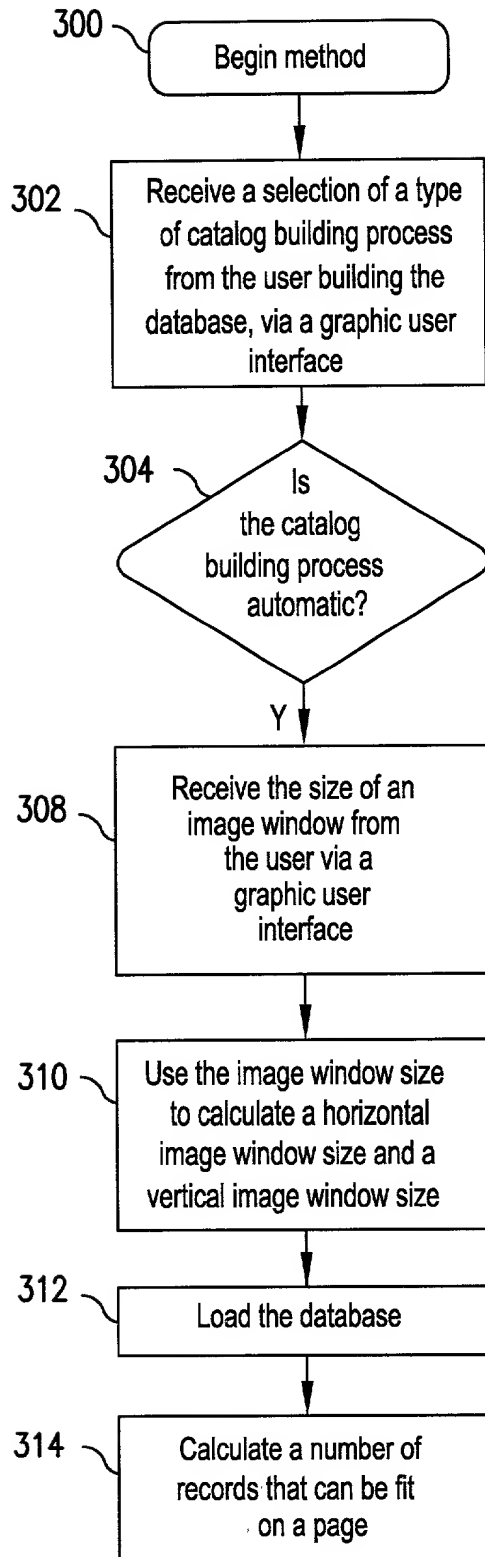 300
Begin method
302
Receive a selection of a type
of catalog building process
from the user building the
database, via a graphic user
interface
304
Is
the catalog
building process
automatic?
Y
308
Receive the size of an
image window from
the user via a
graphic user
interface
310
Use the image window size
to calculate a horizontal
image window size and a
vertical image window size
312
Load the database
314
Calculate a number of
records that can be fit
on a page